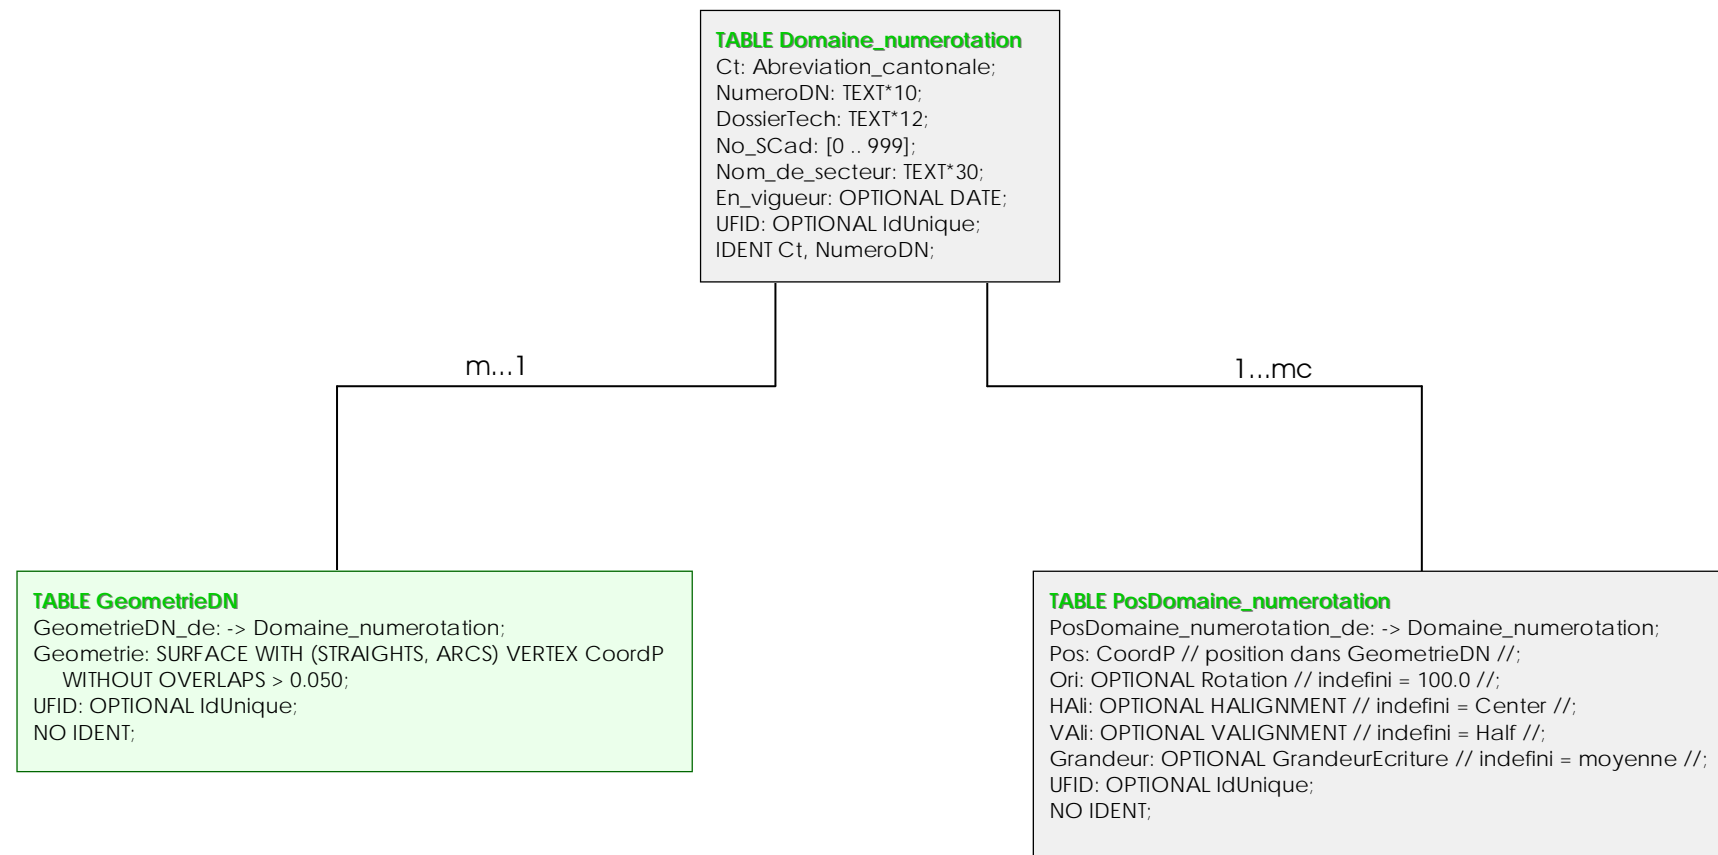 TABLE Domaine_numerotation
Ct: Abreviation_cantonale;
NumeroDN: TEXT*10;
DossierTech: TEXT*12;
No_SCad: [0 .. 999];
Nom_de_secteur: TEXT*30;
En_vigueur: OPTIONAL DATE;
UFID: OPTIONAL IdUnique;
IDENT Ct, NumeroDN;
m...1
1...mc
TABLE GeometrieDN
GeometrieDN_de: -> Domaine_numerotation;
Geometrie: SURFACE WITH (STRAIGHTS, ARCS) VERTEX CoordP
WITHOUT OVERLAPS > 0.050;
UFID: OPTIONAL IdUnique;
NO IDENT;
TABLE PosDomaine_numerotation
PosDomaine_numerotation_de: -> Domaine_numerotation;
Pos: CoordP // position dans GeometrieDN //;
Ori: OPTIONAL Rotation // indefini = 100.0 //;
HAli: OPTIONAL HALIGNMENT // indefini = Center //;
VAli: OPTIONAL VALIGNMENT // indefini = Half //;
Grandeur: OPTIONAL GrandeurEcriture // indefini = moyenne //;
UFID: OPTIONAL IdUnique;
NO IDENT;